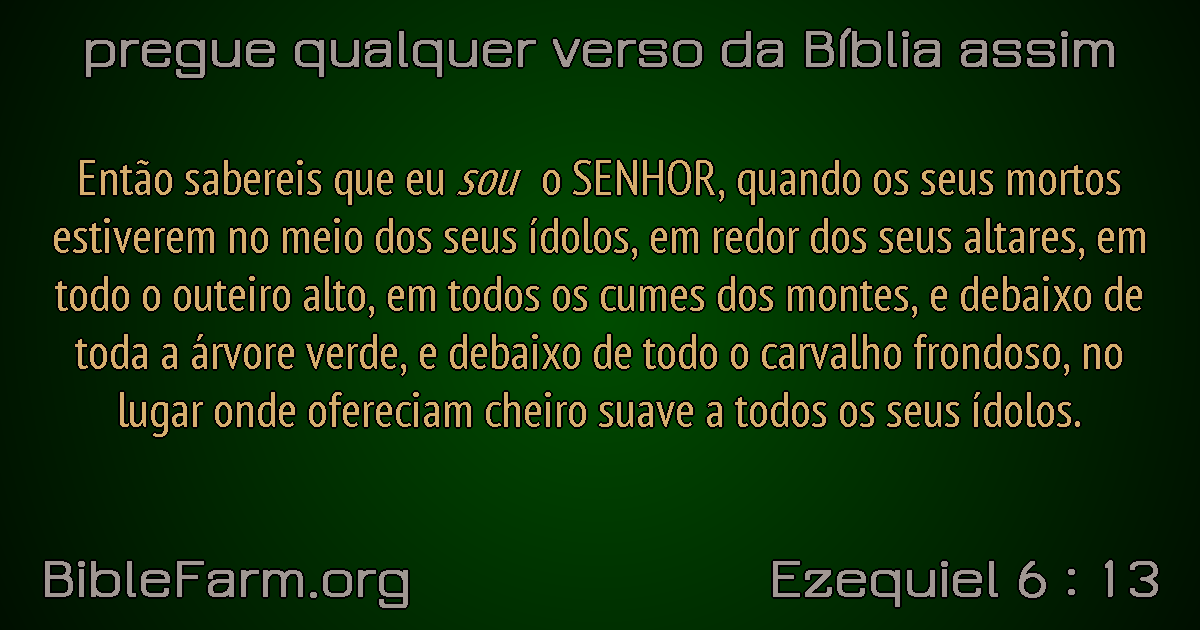 pregue qualquer verso da Bíblia assim
Então sabereis que eu sou o SENHOR, quando os seus mortos
estiverem no meio dos seus ídolos, em redor dos seus altares, em
todo o outeiro alto, em todos os cumes dos montes, e debaixo de
toda a árvore verde, e debaixo de todo o carvalho frondoso, no
lugar onde ofereciam cheiro suave a todos os seus ídolos.
BibleFarm.org
Ezequiel 6 : 13